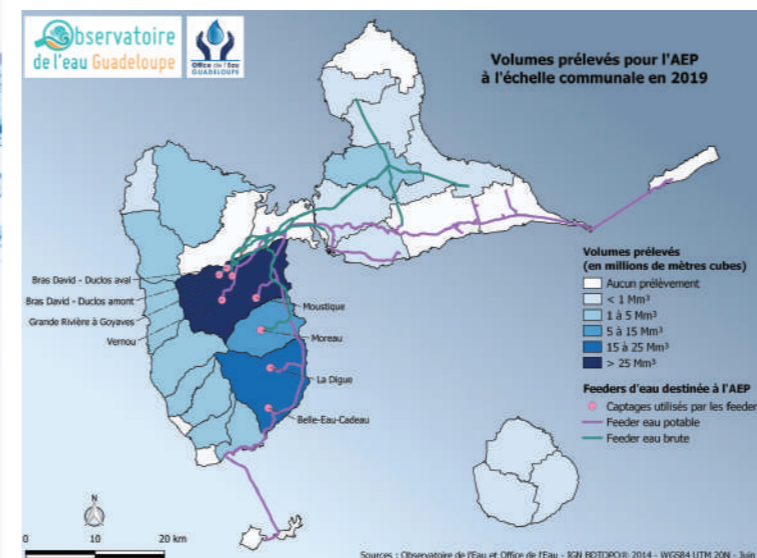 Observatoire
de l'eau Guadeloupe
Office de l'Eau
GUADELOUPE
Volumes prélevés pour l'AEP
à l'échelle communale en 2019
Bras David - Duclos aval
Bras David - Duclos amont
Grande Rivière à Goyaves
Vernou
Moustique
Moreau
La Digue
Belle-Eau-Cadeau
Volumes prélevés
(en millions de mètres cubes)
Aucun prélèvement
< 1 Mm³
1 à 5 Mm³
5 à 15 Mm³
15 à 25 Mm³
> 25 Mm³
Feeders d'eau destinée à l'AEP
Captages utilisés par les feeder
Feeder eau potable
Feeder eau brute
N
0 10 20 km
Sources : Observatoire de l'Eau et Office de l'Eau - IGN BDTOPO® 2014 - WGS84 UTM 20N - Juin